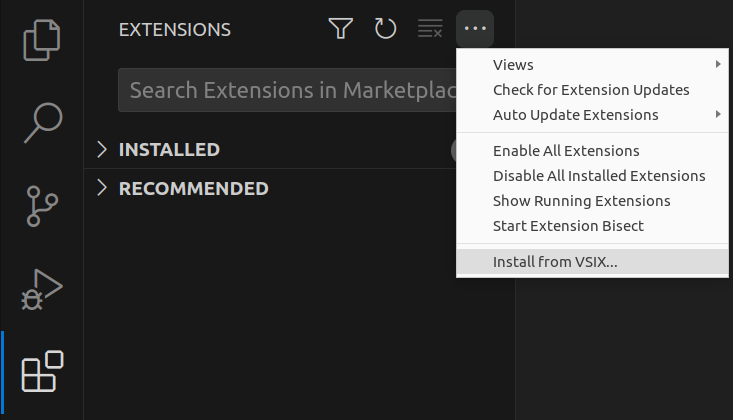 EXTENSIONS
Search Extensions in Marketplac
INSTALLED
RECOMMENDED
Views
Check for Extension Updates
Auto Update Extensions
Enable All Extensions
Disable All Installed Extensions
Show Running Extensions
Start Extension Bisect
Install from VSIX...